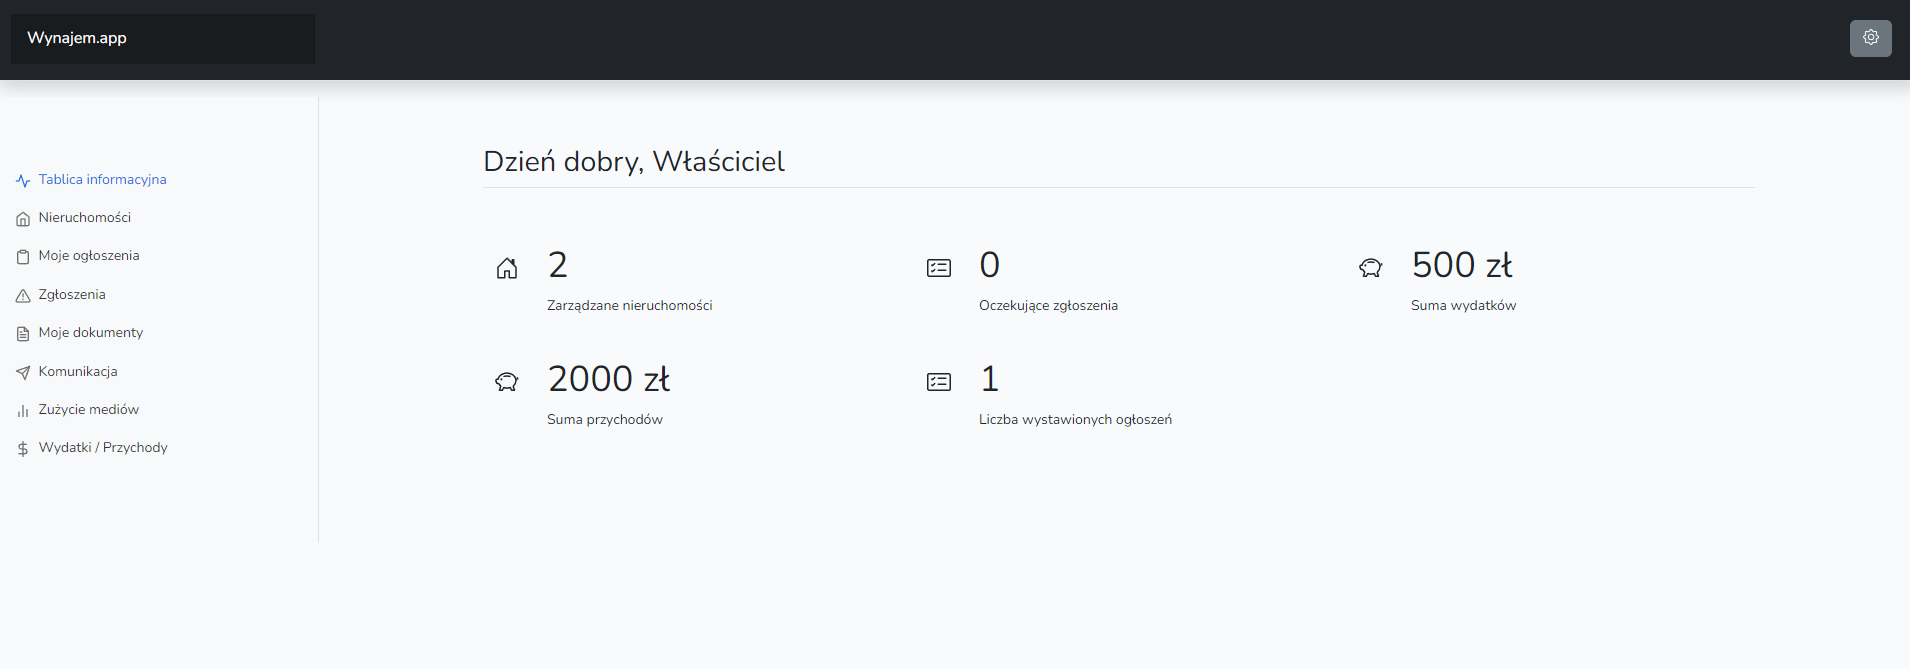 Wynajem.app
Tablica informacyjna
Nieruchomości
Moje ogłoszenia
Zgłoszenia
Moje dokumenty
Komunikacja
Zużycie mediów
Wydatki / Przychody
Dzień dobry, Właściciel
2
Zarządzane nieruchomości
0
Oczekujące zgłoszenia
500 zł
Suma wydatków
2000 zł
Suma przychodów
1
Liczba wystawionych ogłoszeń